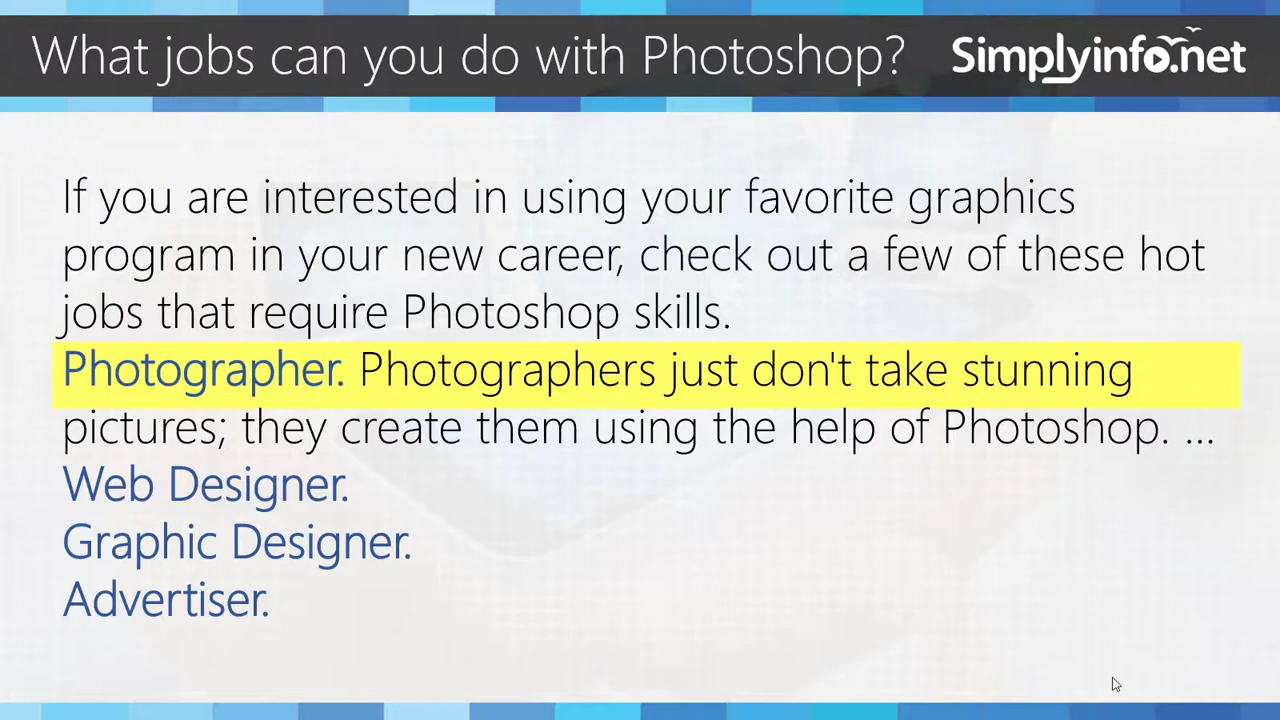 What jobs can you do with Photoshop?
Simplyinfo.net
If you are interested in using your favorite graphics
program in your new career, check out a few of these hot
jobs that require Photoshop skills.
Photographer. Photographers just don't take stunning
pictures; they create them using the help of Photoshop. ...
Web Designer.
Graphic Designer.
Advertiser.